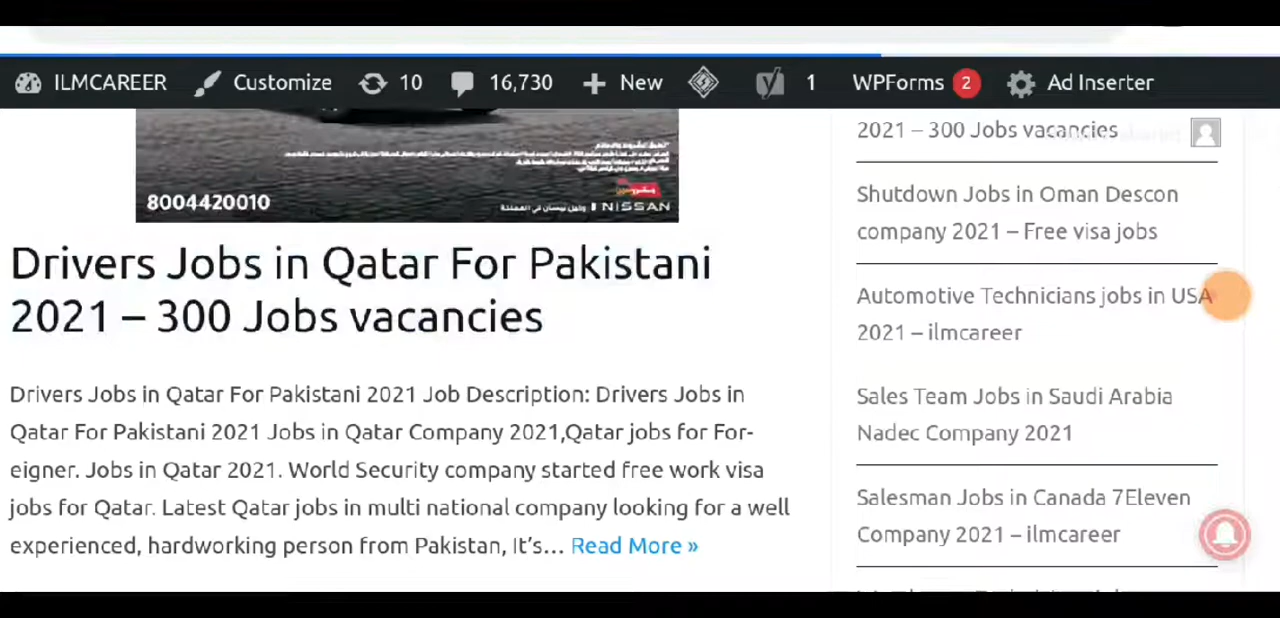 ILMCAREER Customize 10 16,730 New 1 WPForms 2 Ad Inserter
8004420010
NISSAN
Drivers Jobs in Qatar For Pakistani
2021 – 300 Jobs vacancies
Drivers Jobs in Qatar For Pakistani 2021 Job Description: Drivers Jobs in
Qatar For Pakistani 2021 Jobs in Qatar Company 2021,Qatar jobs for For-
eigner. Jobs in Qatar 2021. World Security company started free work visa
jobs for Qatar. Latest Qatar jobs in multi national company looking for a well
experienced, hardworking person from Pakistan, It's... Read More »
2021 – 300 Jobs vacancies
Shutdown Jobs in Oman Descon
company 2021 – Free visa jobs
Automotive Technicians jobs in USA
2021 – ilmcareer
Sales Team Jobs in Saudi Arabia
Nadec Company 2021
Salesman Jobs in Canada 7Eleven
Company 2021 – ilmcareer